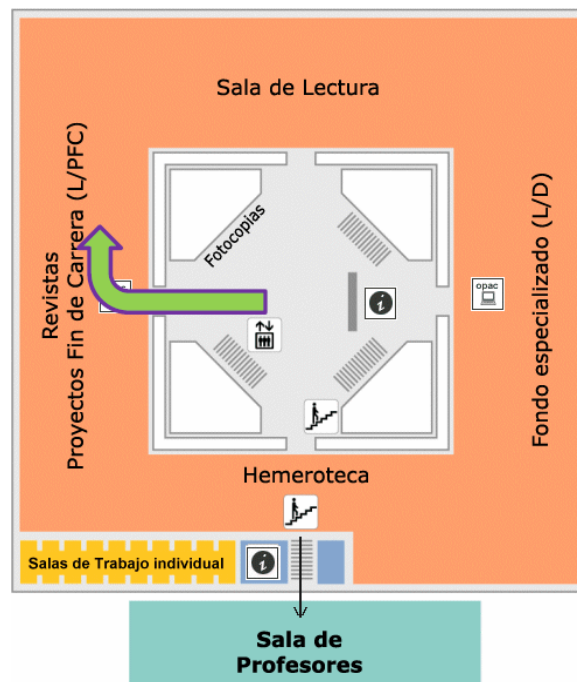 Sala de Lectura
Fotocopias
Revistas
Proyectos Fin de Carrera (L/PFC)
i
opac
Fondo especializado (L/D)
Hemeroteca
Salas de Trabajo individual
i
Sala de
Profesores